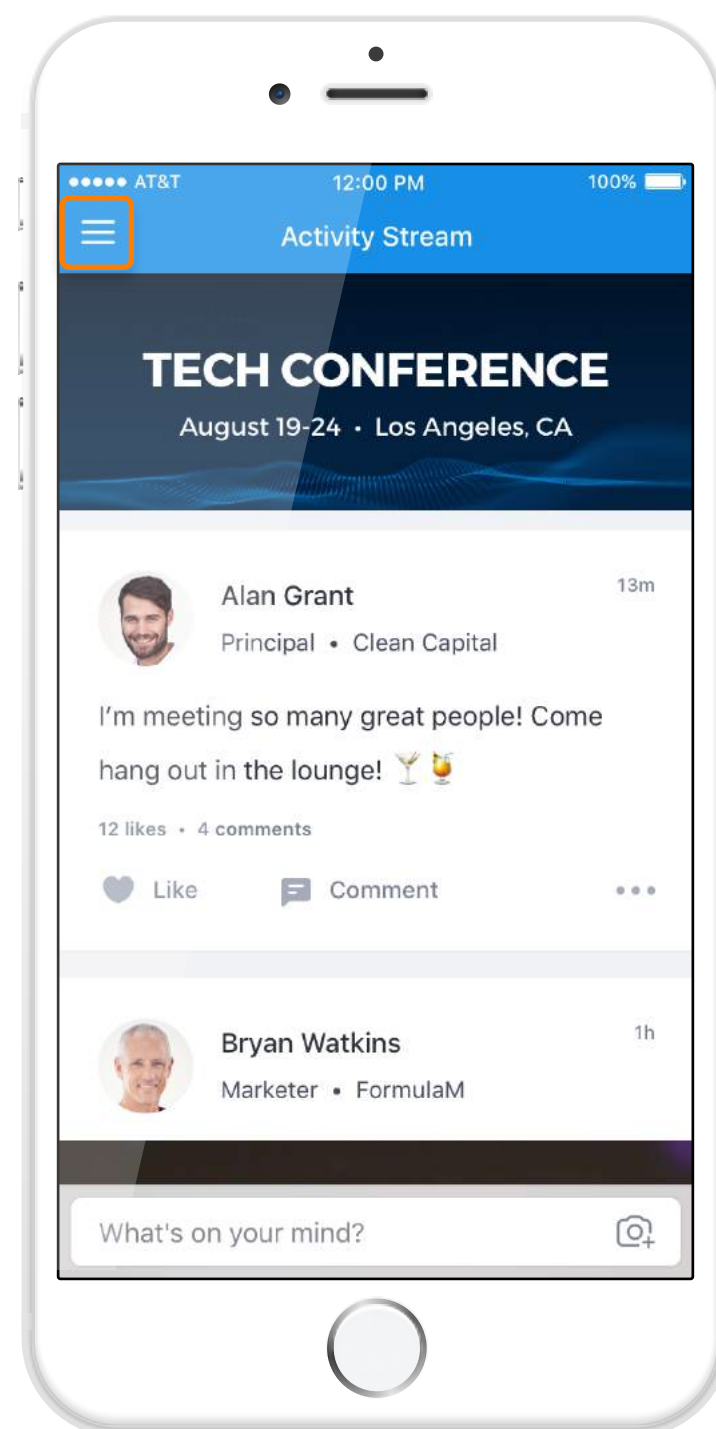 AT&T 12:00 PM 100%
Activity Stream
TECH CONFERENCE
August 19-24 • Los Angeles, CA
Alan Grant 13m
Principal • Clean Capital
I'm meeting so many great people! Come
hang out in the lounge! 🍸 🍹
12 likes • 4 comments
Like Comment
Bryan Watkins 1h
Marketer • FormulaM
What's on your mind?